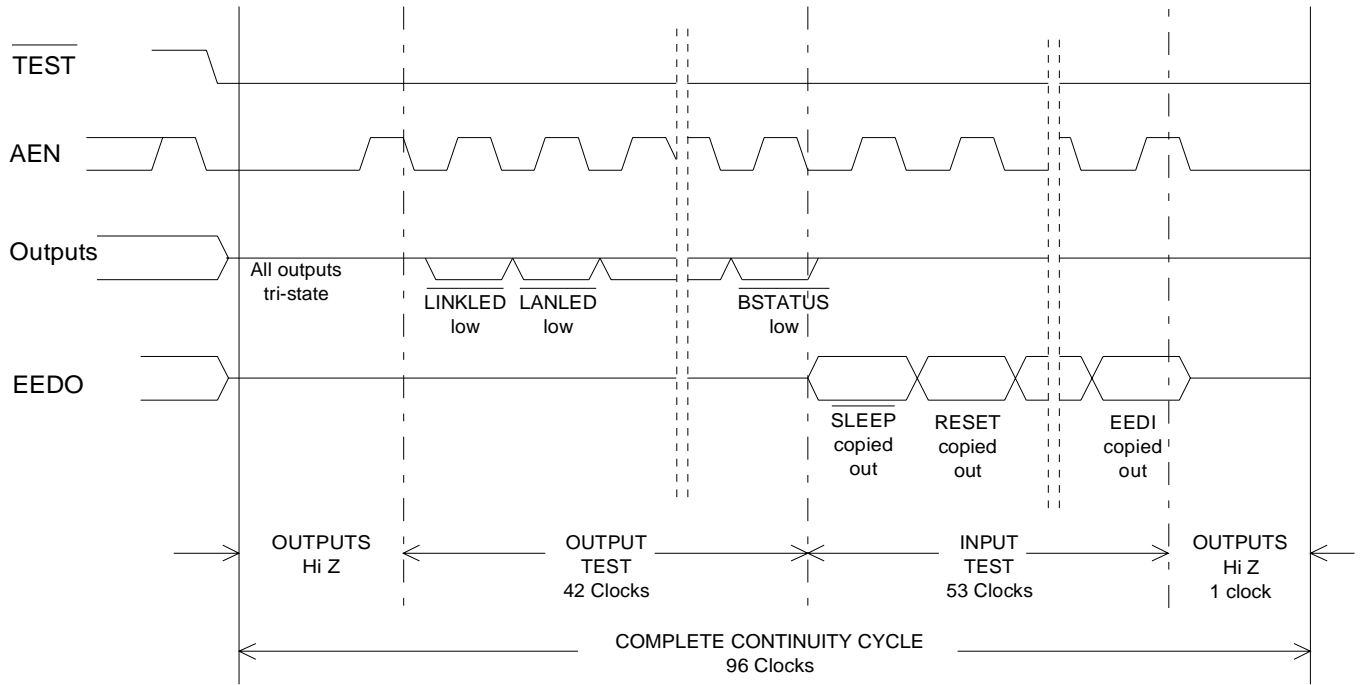 TEST
AEN
Outputs
All outputs
tri-state
LINKLED
low
LANLED
low
BSTATUS
low
EEDO
SLEEP
copied
out
RESET
copied
out
EEDI
copied
out
OUTPUTS
Hi Z
OUTPUT
TEST
42 Clocks
INPUT
TEST
53 Clocks
OUTPUTS
Hi Z
1 clock
COMPLETE CONTINUITY CYCLE
96 Clocks